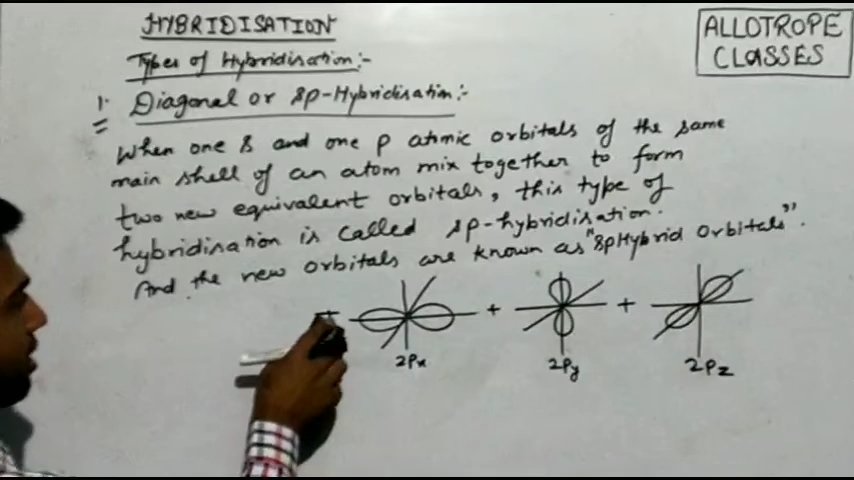 HYBRIDISATION
ALLOTROPE
CLASSES
Types of Hybridisation:-
1. Diagonal or sp-Hybridisation:-
When one s and one p atmic orbitals of the same
main shell of an atom mix together to form
two new equivalent orbitals, this type of
hybridisation is called sp-hybridisation.
And the new orbitals are known as "sp Hybrid Orbitals".
+ + +
2Px 2Py 2Pz